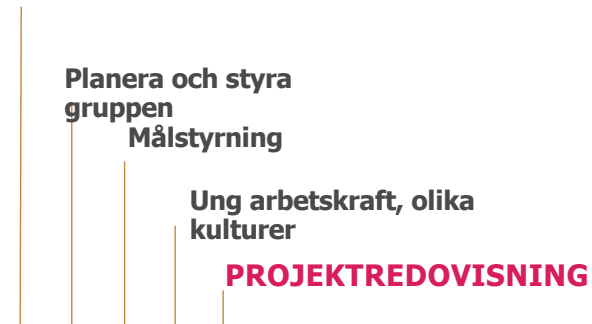 Planera och styra
gruppen
Målstyrning
Ung arbetskraft, olika
kulturer
PROJEKTREDOVISNING